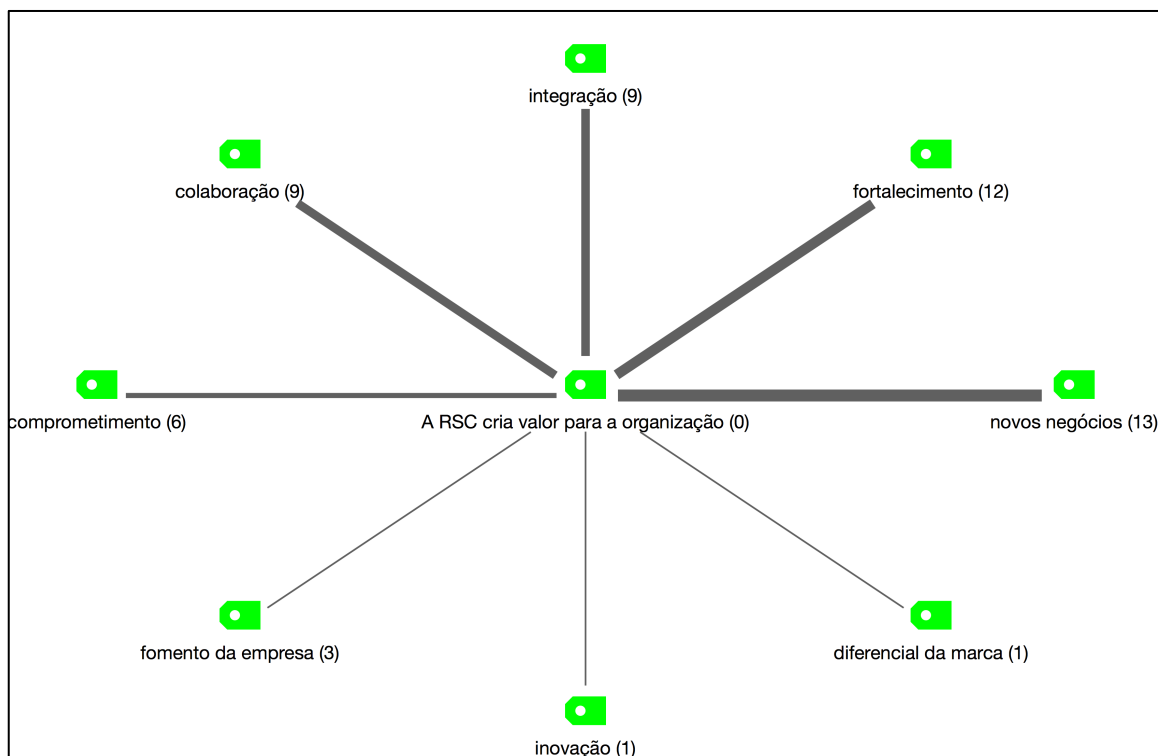 integração (9)
colaboração (9)
fortalecimento (12)
comprometimento (6)
A RSC cria valor para a organização (0)
novos negócios (13)
fomento da empresa (3)
diferencial da marca (1)
inovação (1)